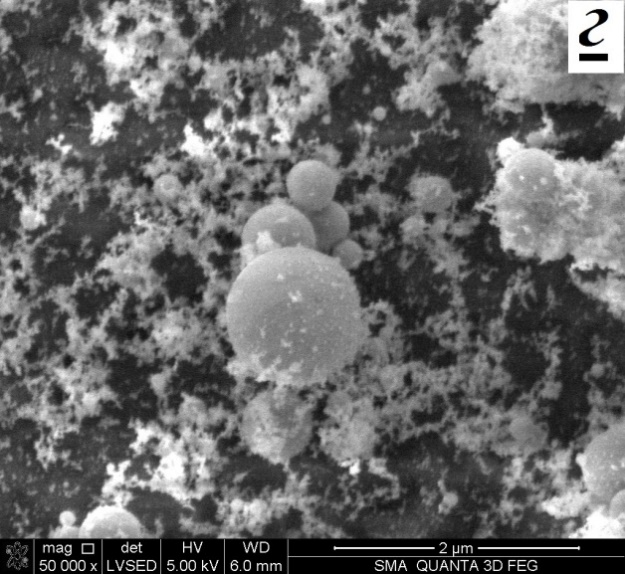 mag □ det HV WD 2 µm
50 000 x LVSED 5.00 kV 6.0 mm SMA QUANTA 3D FEG